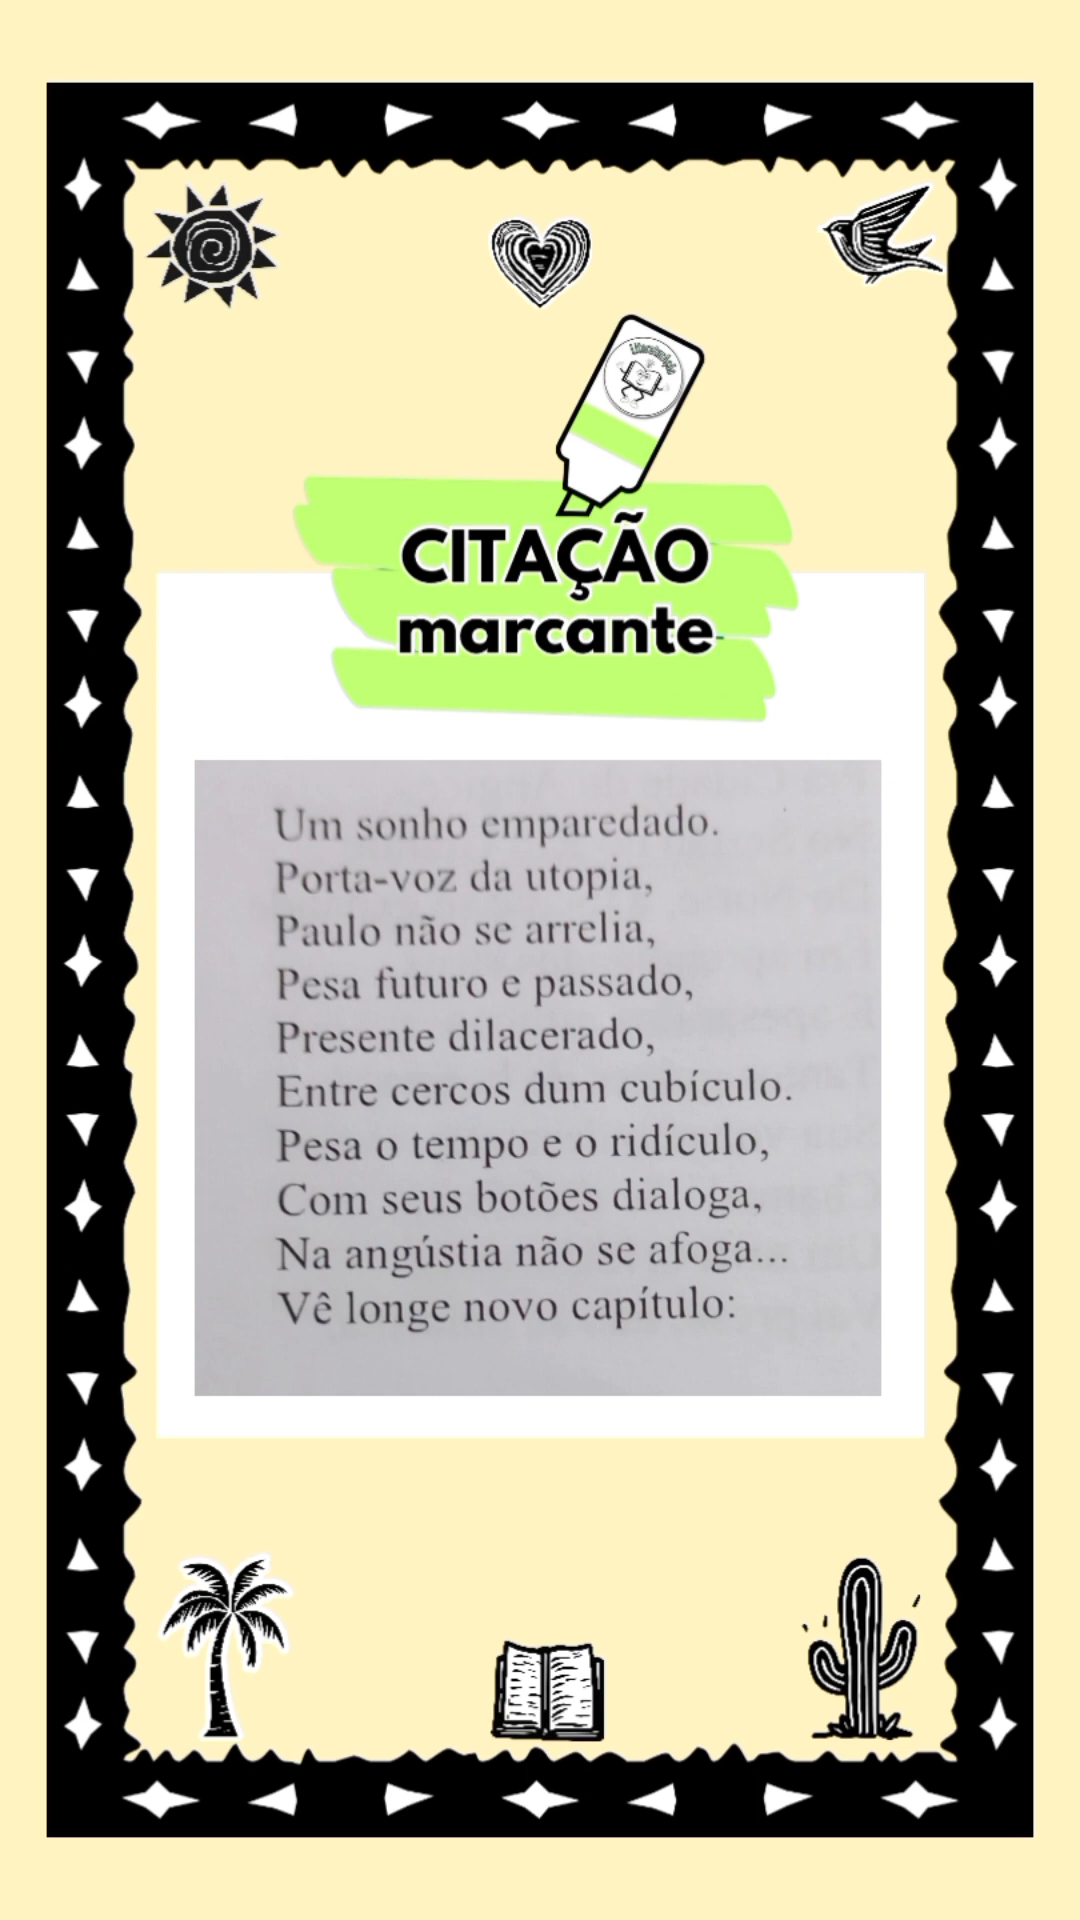 CITAÇÃO
marcante
Um sonho emparedado.
Porta-voz da utopia,
Paulo não se arrelia,
Pesa futuro e passado,
Presente dilacerado,
Entre cercos dum cubículo.
Pesa o tempo e o ridículo,
Com seus botões dialoga,
Na angústia não se afoga...
Vê longe novo capítulo: